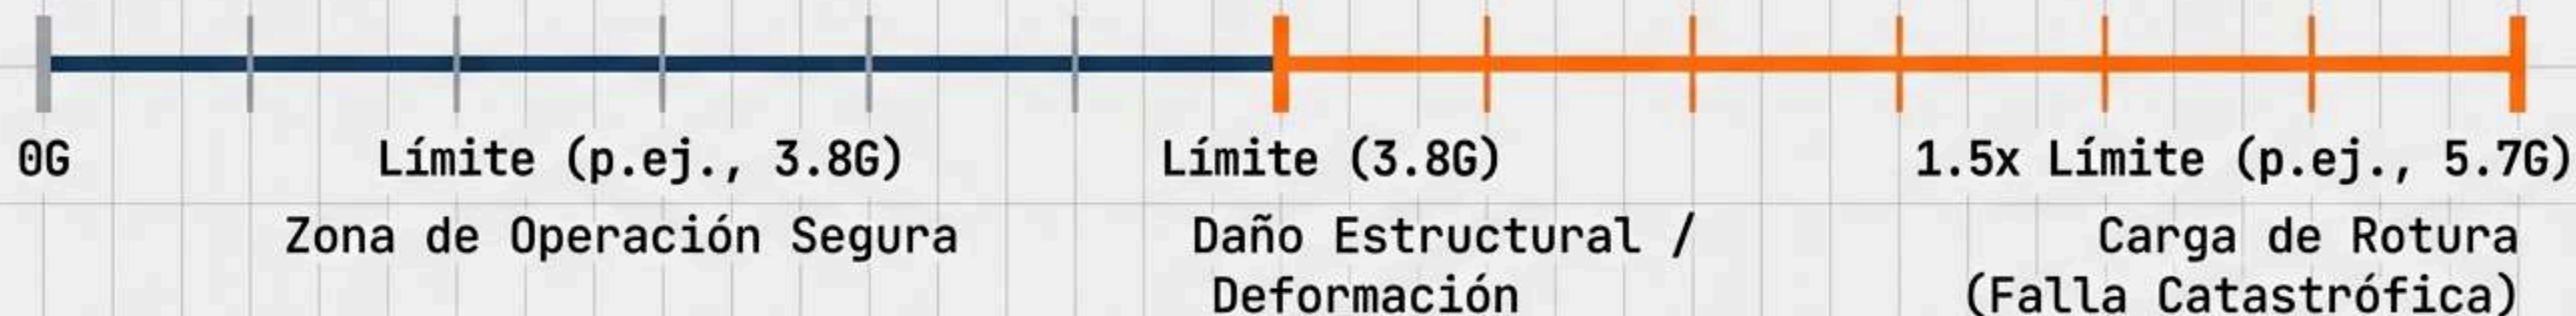 0G Límite (p.ej., 3.8G) Límite (3.8G) 1.5x Límite (p.ej., 5.7G)
Zona de Operación Segura Daño Estructural / Carga de Rotura
Deformación (Falla Catastrófica)